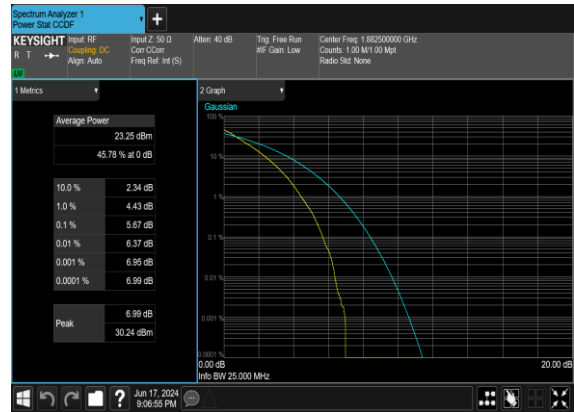 Spectrum Analyzer 1
Power Stat CCDF
KEYSIGHT
R T
LW
Input: RF
Coupling: DC
Align: Auto
Input Z: 50 Ω
Corr CCorr
Freq Ref: Int (S)
Atten: 40 dB
Trig: Free Run
#IF Gain: Low
Center Freq: 1.882500000 GHz
Counts: 1.00 M/1.00 Mpt
Radio Std: None
1 Metrics
Average Power
23.25 dBm
45.78 % at 0 dB
10.0 % 2.34 dB
1.0 % 4.43 dB
0.1 % 5.67 dB
0.01 % 6.37 dB
0.001 % 6.95 dB
0.0001 % 6.99 dB
Peak
6.99 dB
30.24 dBm
2 Graph
Gaussian
100 %
10 %
1 %
0.1 %
0.01 %
0.001 %
0.0001 %
0.00 dB 20.00 dB
Info BW 25.000 MHz
?
Jun 17, 2024
9:06:55 PM